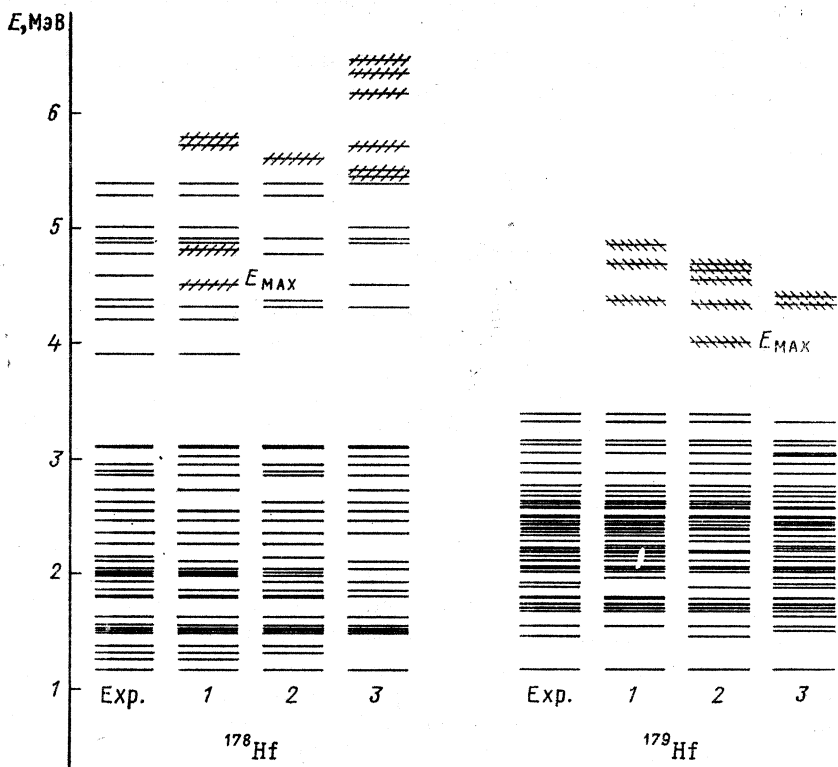 E, МэВ
6
5
4
3
2
1
E MAX
E MAX
Exp. 1 2 3 Exp. 1 2 3
178Hf 179Hf